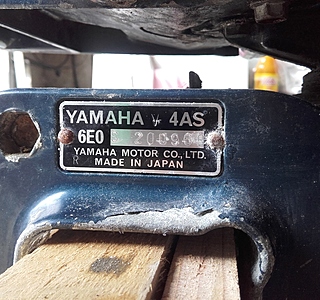 YAMAHA 4AS
6E0
YAMAHA MOTOR CO., LTD.
R MADE IN JAPAN